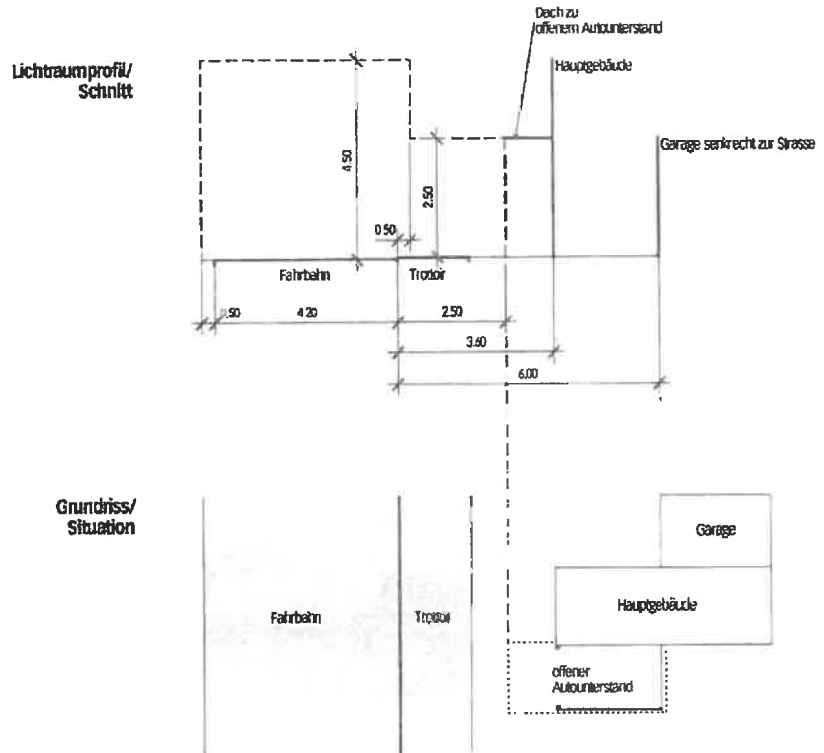 Dach zu
offenem Autounterstand
Lichtraumprofil/
Schnitt
Hauptgebäude
Garage senkrecht zur Strasse
4.50
2.50
0.50
Fahrbahn
Trottoir
0.50
4.20
2.50
3.60
6.00
Grundriss/
Situation
Garage
Hauptgebäude
Fahrbahn
Trottoir
offener
Autounterstand